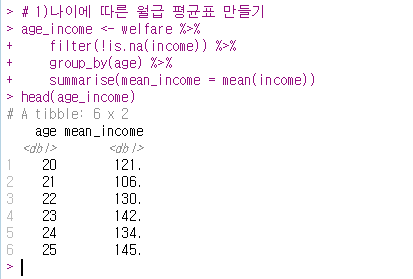 > # 1)나이에 따른 월급 평균표 만들기
> age_income <- welfare %>%
+     filter(!is.na(income)) %>%
+     group_by(age) %>%
+     summarise(mean_income = mean(income))
> head(age_income)
# A tibble: 6 x 2
    age mean_income
  <dbl>       <dbl>
1    20        121.
2    21        106.
3    22        130.
4    23        142.
5    24        134.
6    25        145.
>